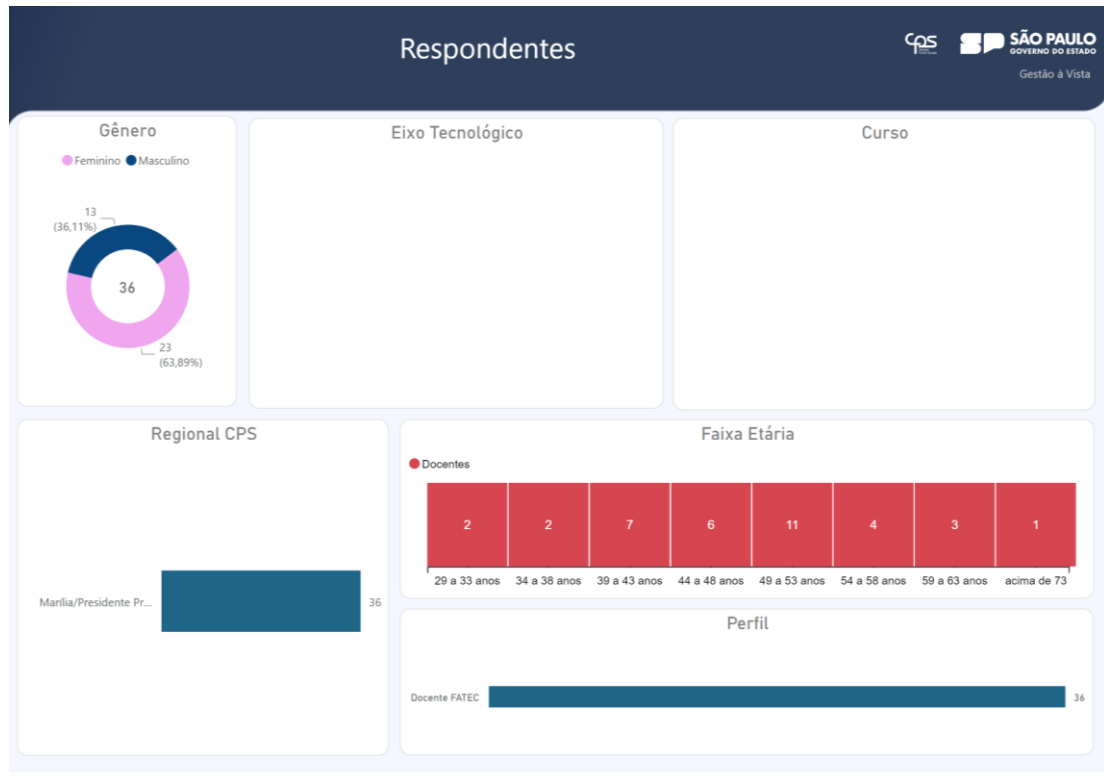 Respondentes
cps
SÃO PAULO
GOVERNO DO ESTADO
Gestão à Vista
Gênero
Feminino Masculino
13
(36,11%)
36
23
(63,89%)
Eixo Tecnológico
Curso
Regional CPS
Marília/Presidente Pr...
36
Faixa Etária
Docentes
2 2 7 6 11 4 3 1
29 a 33 anos 34 a 38 anos 39 a 43 anos 44 a 48 anos 49 a 53 anos 54 a 58 anos 59 a 63 anos acima de 73
Perfil
Docente FATEC
36